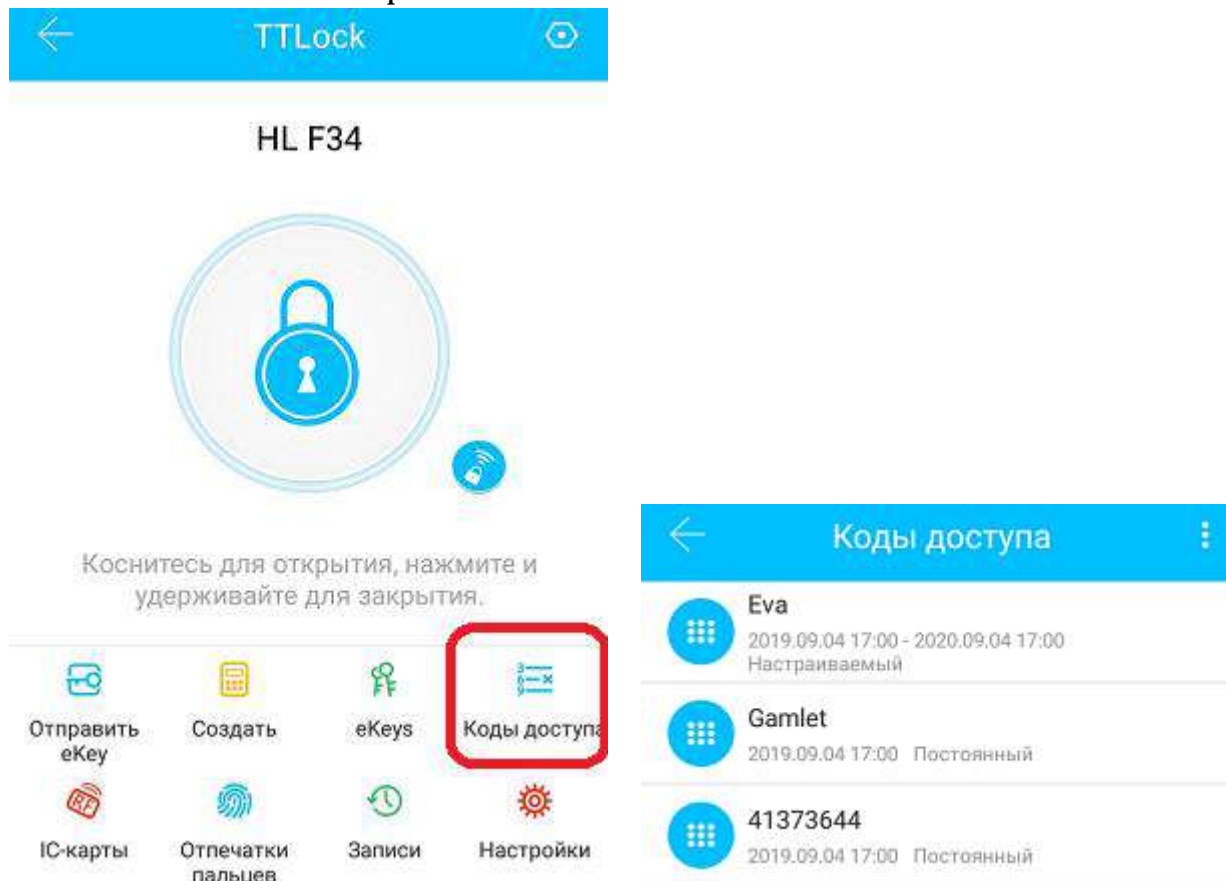 TTLock
HL F34
Коснитесь для открытия, нажмите и
удерживайте для закрытия.
Отправить
eKey
Создать
eKeys
Коды доступа
IC-карты
Отпечатки
пальцев
Записи
Настройки
Коды доступа
Eva
2019.09.04 17:00 - 2020.09.04 17:00
Настраиваемый
Gamlet
2019.09.04 17:00 Постоянный
41373644
2019.09.04 17:00 Постоянный